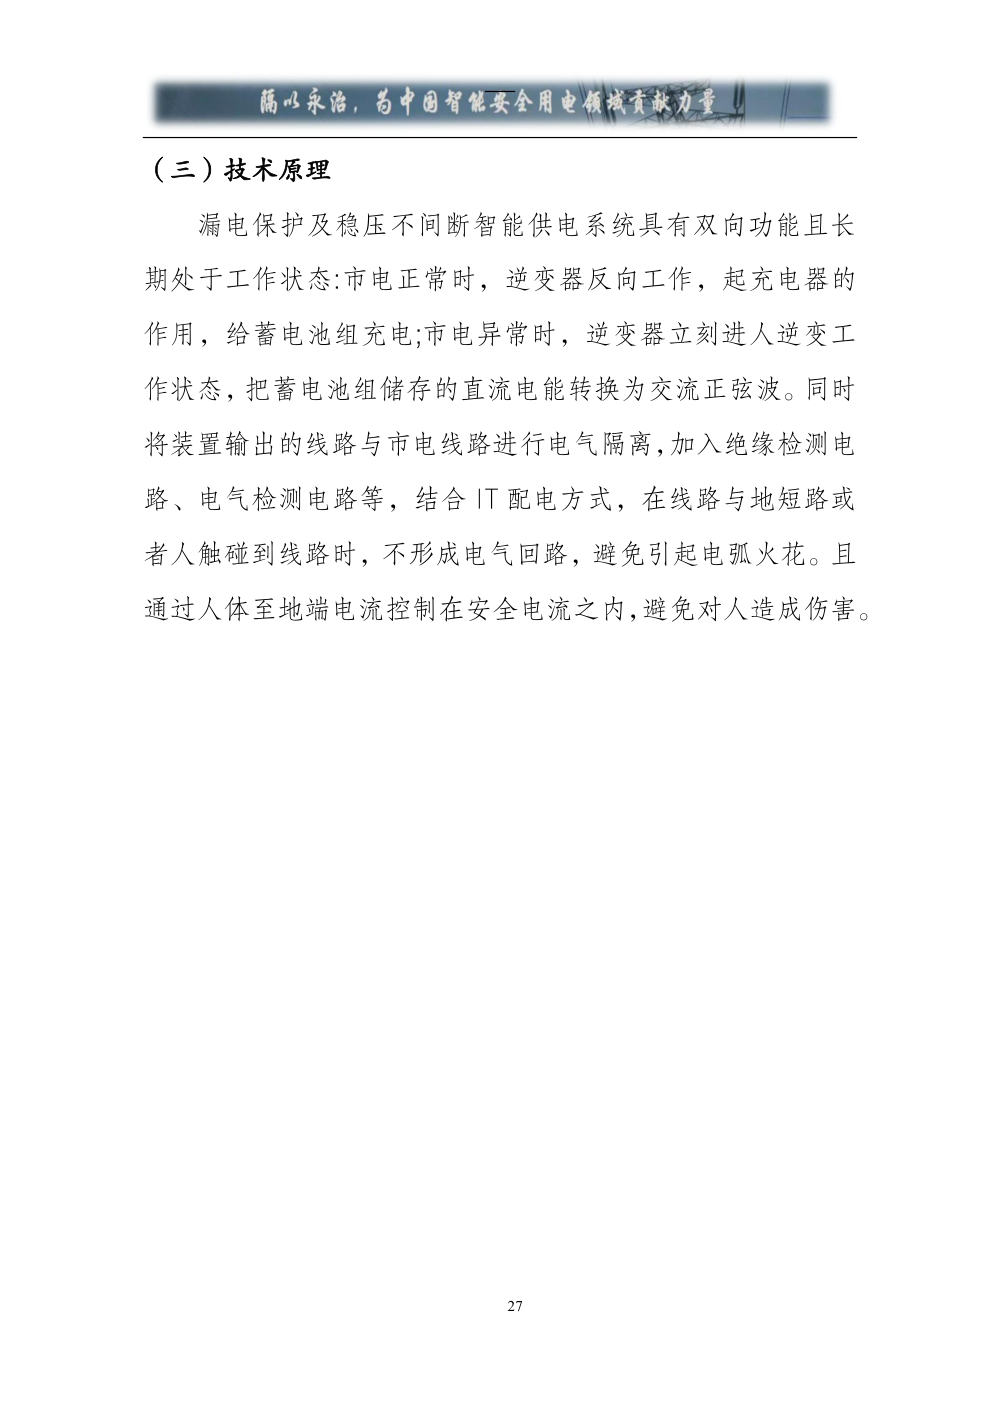 隔以永治，为中国智能安全用电领域贡献力量
（三）技术原理
漏电保护及稳压不间断智能供电系统具有双向功能且长
期处于工作状态:市电正常时，逆变器反向工作，起充电器的
作用，给蓄电池组充电;市电异常时，逆变器立刻进人逆变工
作状态，把蓄电池组储存的直流电能转换为交流正弦波。同时
将装置输出的线路与市电线路进行电气隔离，加入绝缘检测电
路、电气检测电路等，结合 IT 配电方式，在线路与地短路或
者人触碰到线路时，不形成电气回路，避免引起电弧火花。且
通过人体至地端电流控制在安全电流之内，避免对人造成伤害。
27